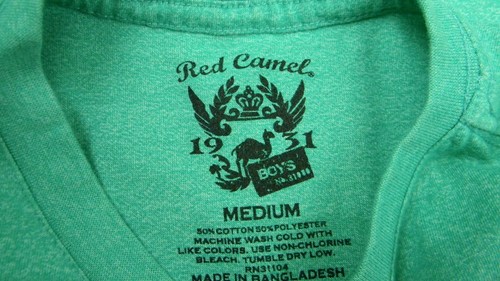 Red Camel®
19 31
BOY'S
MEDIUM
50% COTTON 50% POLYESTER
MACHINE WASH COLD WITH
LIKE COLORS. USE NON-CHLORINE
BLEACH. TUMBLE DRY LOW.
RN31104
MADE IN BANGLADESH